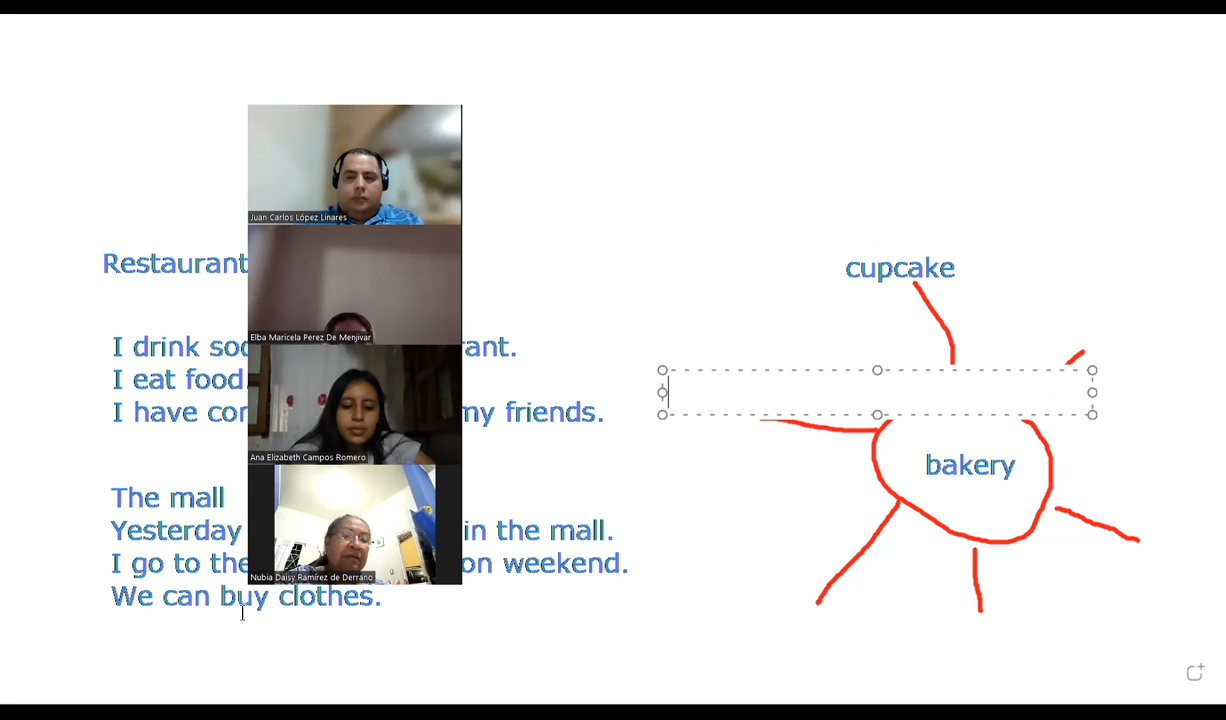 Restaurant
I drink so rant.
I eat food
I have co my friends.
The mall
Yesterday in the mall.
I go to the on weekend.
We can buy clothes.
Juan Carlos López Linares
Elba Maricela Perez De Menjivar
Ana Elizabeth Campos Romero
Nubia Daisy Ramírez de Derrano
cupcake
bakery